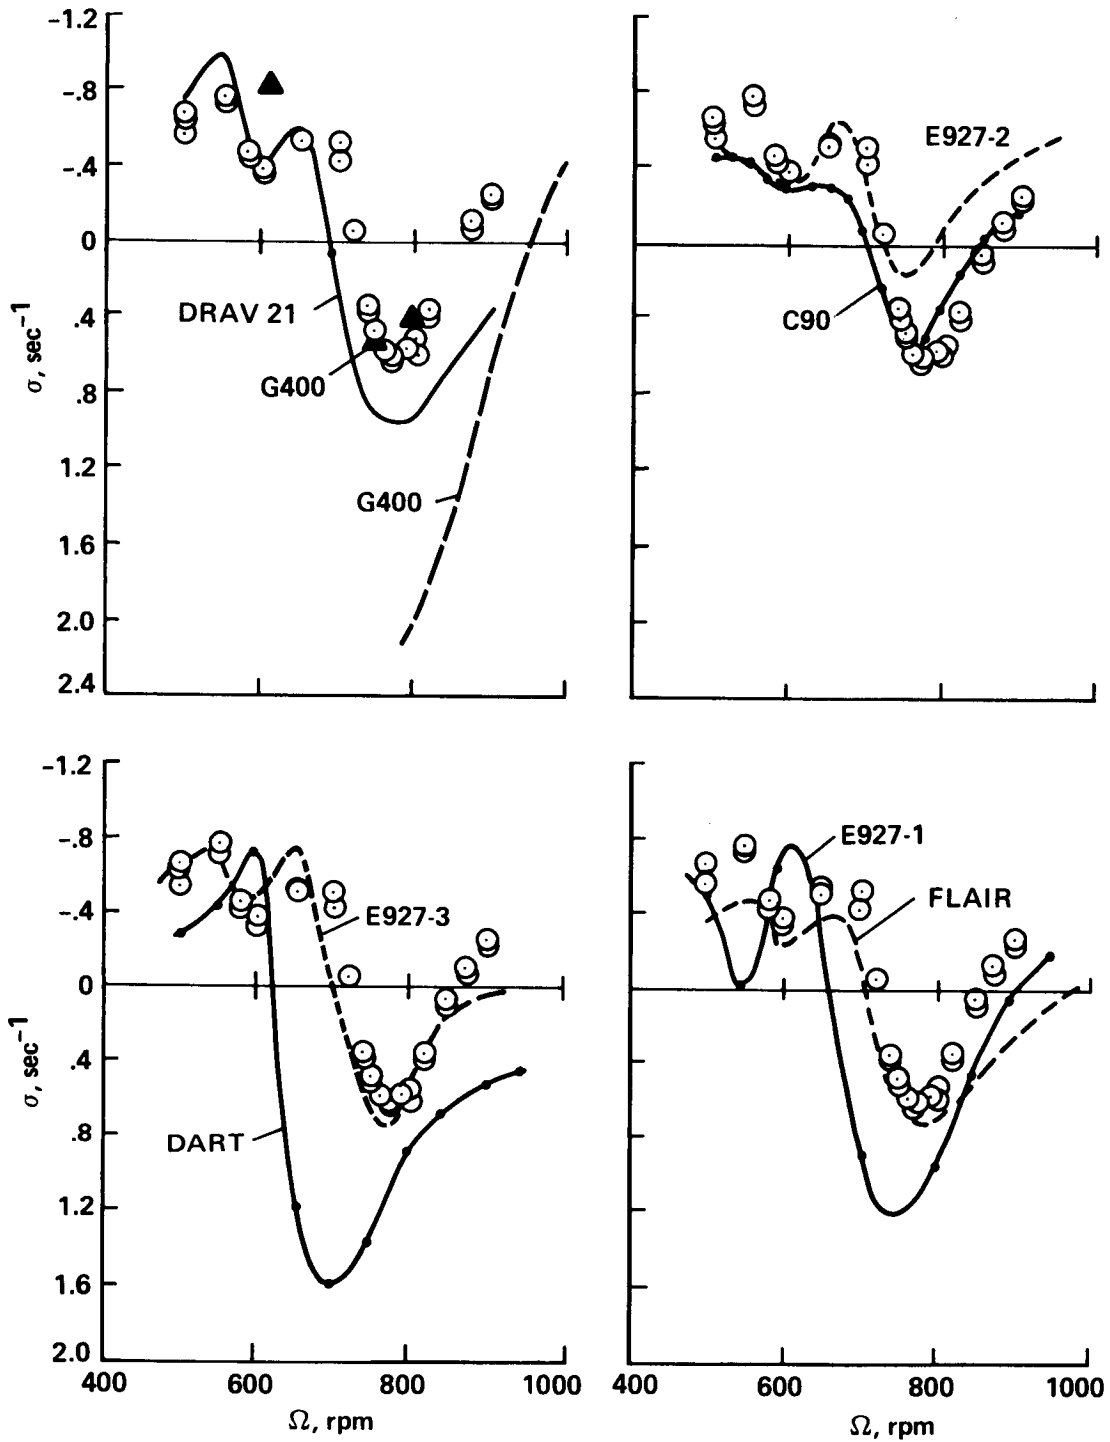 -1.2
-.8
-.4
0
.4
.8
1.2
1.6
2.0
2.4
σ, sec⁻¹
DRAV 21
G400
G400
E927-2
C90
-1.2
-.8
-.4
0
.4
.8
1.2
1.6
2.0
σ, sec⁻¹
E927-3
DART
400 600 800 1000
Ω, rpm
E927-1
FLAIR
400 600 800 1000
Ω, rpm